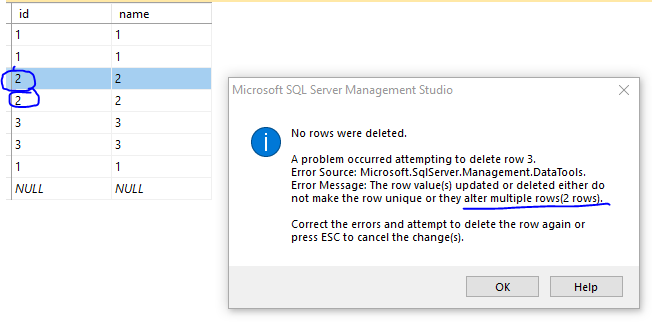 id name
1 1
1 1
2 2
2 2
3 3
3 3
1 1
NULL NULL
Microsoft SQL Server Management Studio
No rows were deleted.
A problem occurred attempting to delete row 3.
Error Source: Microsoft.SqlServer.Management.DataTools.
Error Message: The row value(s) updated or deleted either do
not make the row unique or they alter multiple rows(2 rows).
Correct the errors and attempt to delete the row again or
press ESC to cancel the change(s).
OK Help